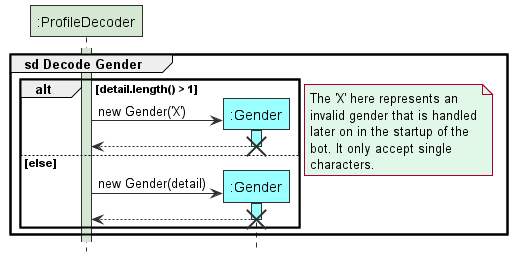 :ProfileDecoder
sd Decode Gender
alt
[detail.length() > 1]
new Gender('X')
:Gender
The 'X' here represents an
invalid gender that is handled
later on in the startup of the
bot. It only accept single
characters.
[else]
new Gender(detail)
:Gender